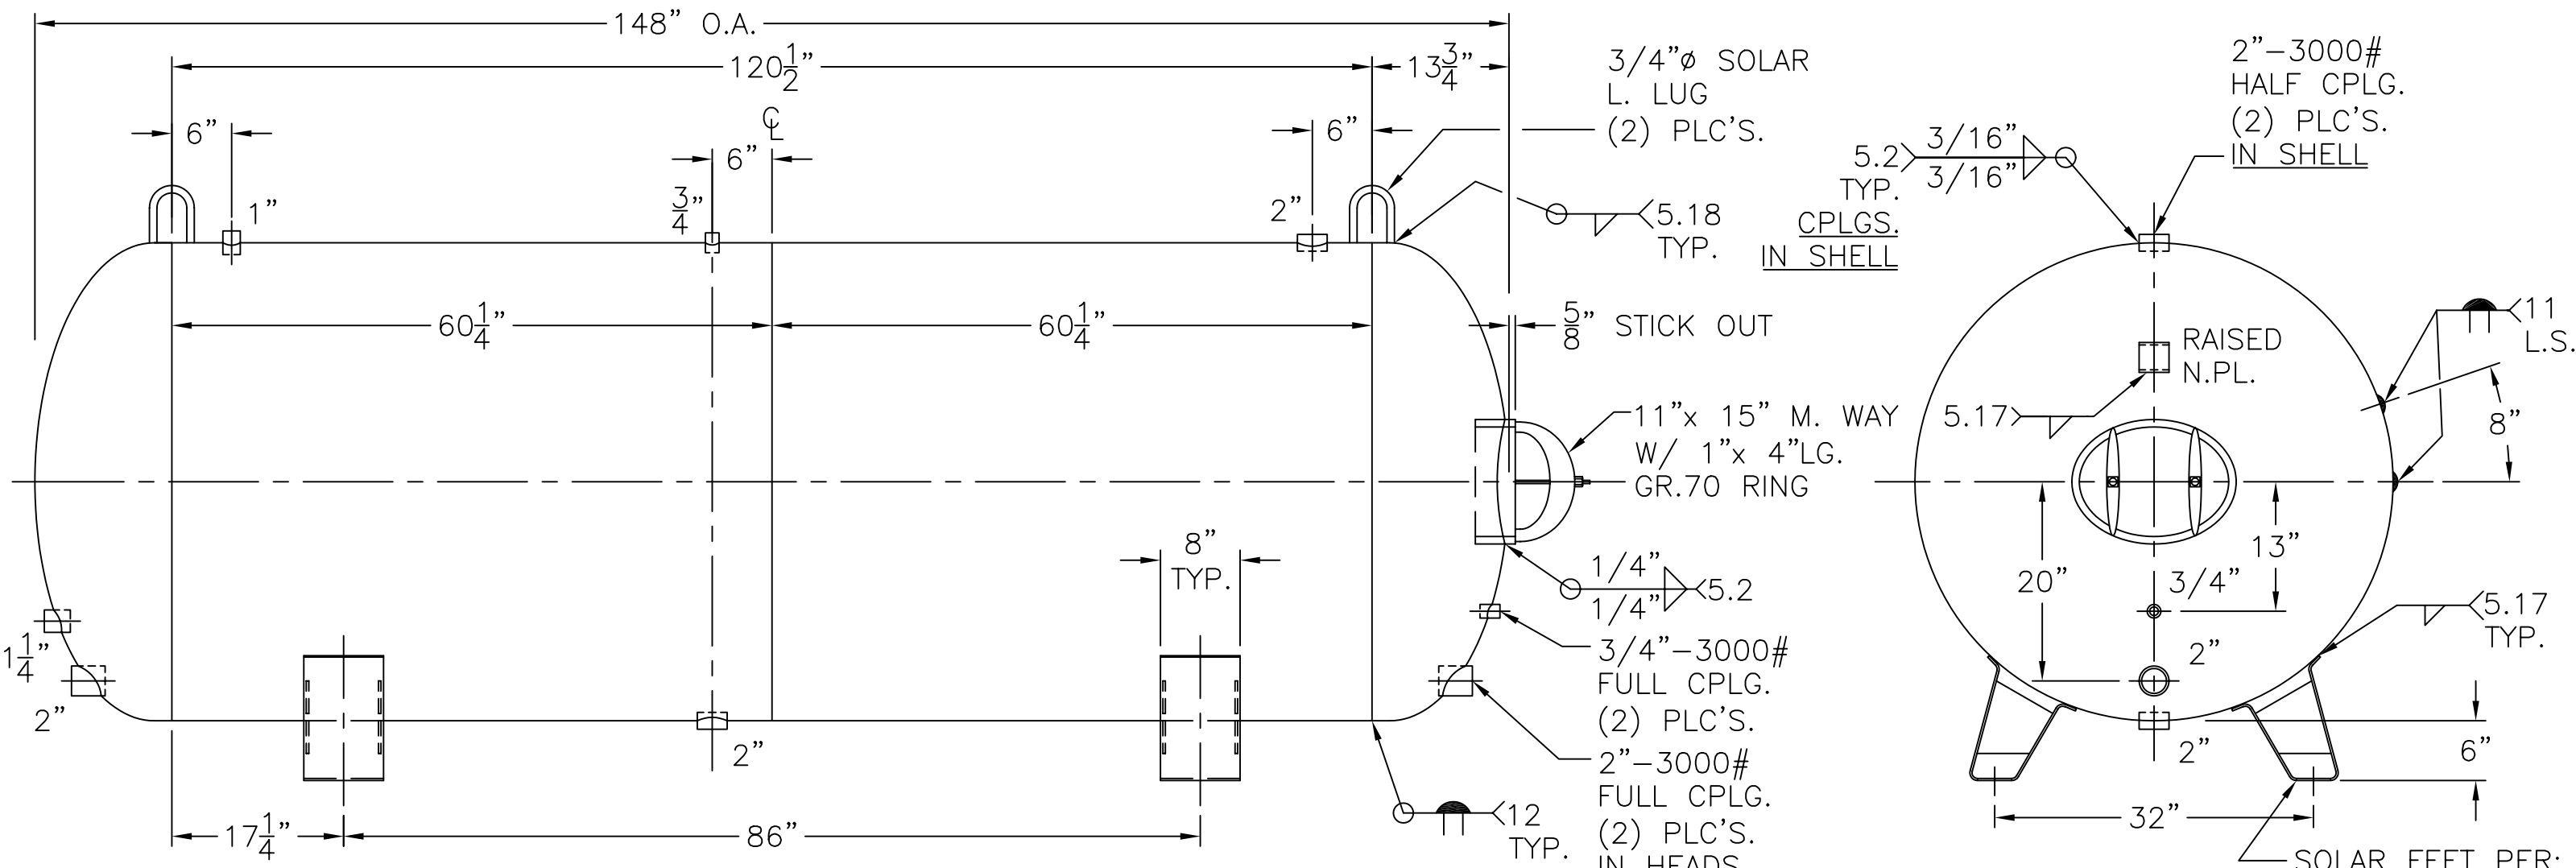 148" O.A.
120 1/2"
13 3/4"
6"
6"
6"
℄
1"
3/4"
2"
3/4"ø SOLAR
L. LUG
(2) PLC'S.
5.18
TYP.
60 1/4"
60 1/4"
5/8" STICK OUT
11"x 15" M. WAY
W/ 1"x 4"LG.
GR.70 RING
8"
TYP.
1/4"
1/4"
5.2
3/4"-3000#
FULL CPLG.
(2) PLC'S.
2"-3000#
FULL CPLG.
(2) PLC'S.
IN HEADS
1 1/4"
2"
2"
12
TYP.
17 1/4"
86"
2"-3000#
HALF CPLG.
(2) PLC'S.
IN SHELL
3/16"
3/16"
5.2
TYP.
CPLGS.
IN SHELL
RAISED
N.PL.
5.17
11
L.S.
8"
13"
20"
3/4"
2"
5.17
TYP.
2"
6"
32"
SOLAR FEET PER: